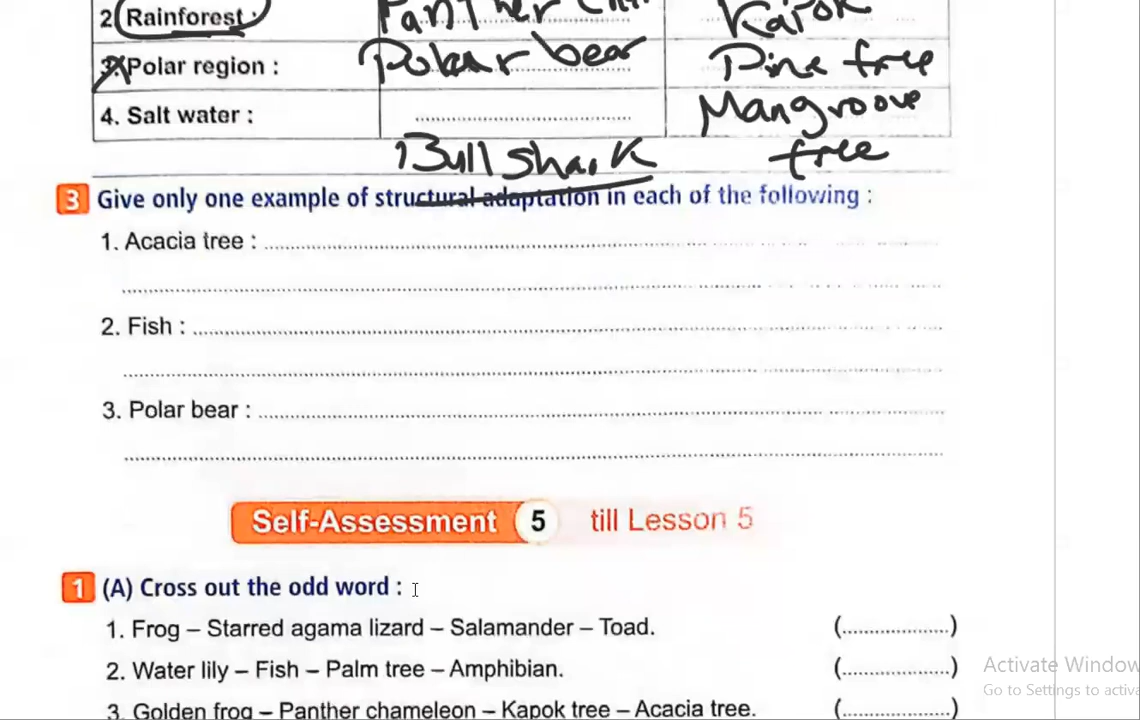 2 Rainforest Panther cham Kapok
3. Polar region : Polar bear Pine tree
4. Salt water : Mangroove
Bull shark tree
3 Give only one example of structural adaptation in each of the following :
1. Acacia tree :
2. Fish :
3. Polar bear :
Self-Assessment 5 till Lesson 5
1 (A) Cross out the odd word :
1. Frog – Starred agama lizard – Salamander – Toad. (....................)
2. Water lily – Fish – Palm tree – Amphibian. (....................)
3. Golden frog – Panther chameleon – Kapok tree – Acacia tree. (....................)
Activate Window
Go to Settings to activa